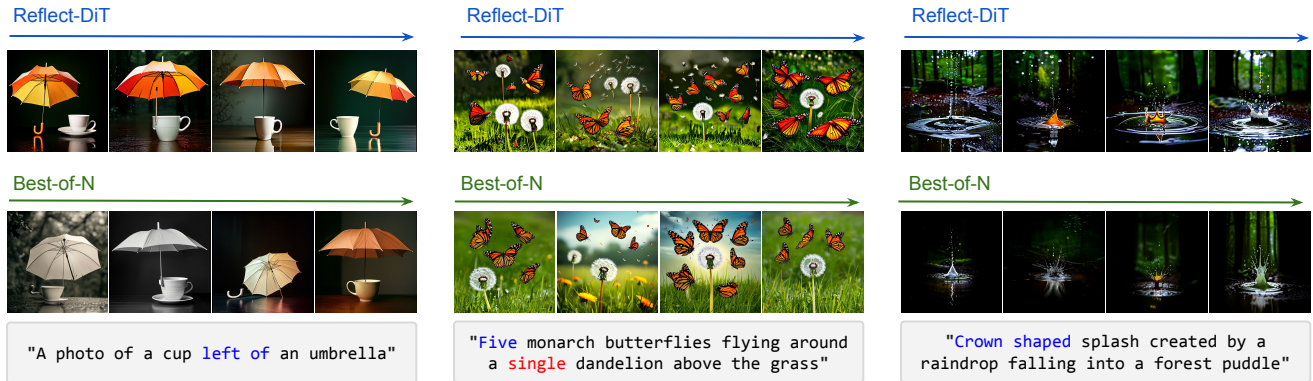 Reflect-DiT
Best-of-N
"A photo of a cup left of an umbrella"
Reflect-DiT
Best-of-N
"Five monarch butterflies flying around
a single dandelion above the grass"
Reflect-DiT
Best-of-N
"Crown shaped splash created by a
raindrop falling into a forest puddle"